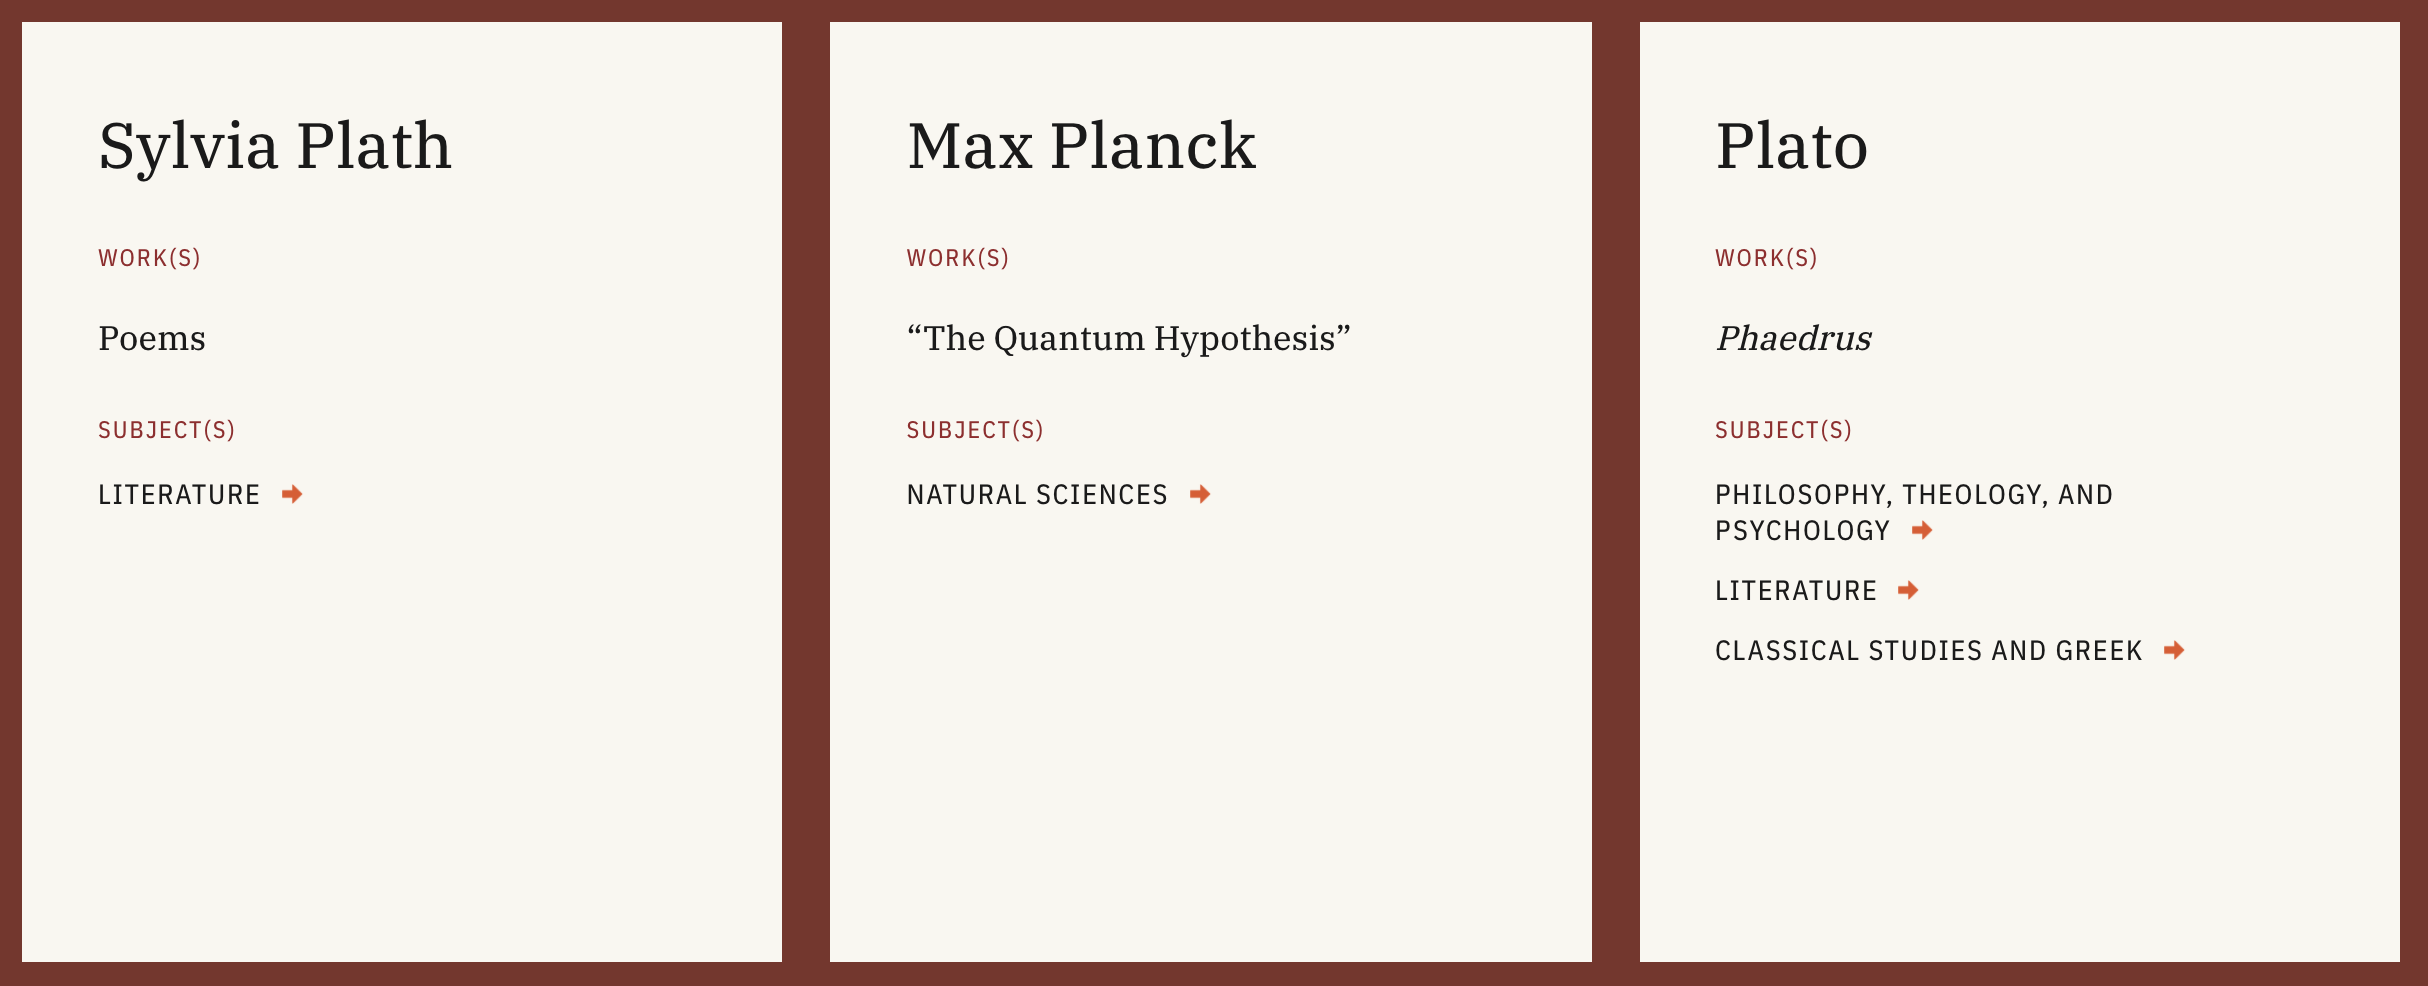 Sylvia Plath
WORK(S)
Poems
SUBJECT(S)
LITERATURE
Max Planck
WORK(S)
“The Quantum Hypothesis”
SUBJECT(S)
NATURAL SCIENCES
Plato
WORK(S)
Phaedrus
SUBJECT(S)
PHILOSOPHY, THEOLOGY, AND
PSYCHOLOGY
LITERATURE
CLASSICAL STUDIES AND GREEK